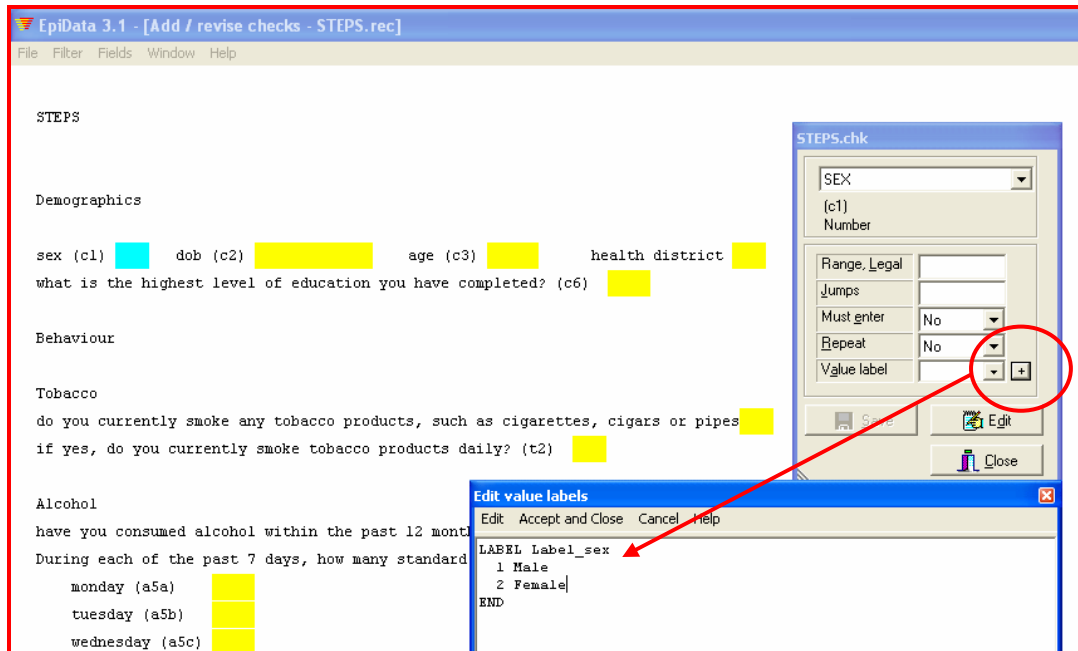 EpiData 3.1 - [Add / revise checks - STEPS.rec]
File Filter Fields Window Help
STEPS
Demographics
sex (c1) dob (c2) age (c3) health district
what is the highest level of education you have completed? (c6)
Behaviour
Tobacco
do you currently smoke any tobacco products, such as cigarettes, cigars or pipes
if yes, do you currently smoke tobacco products daily? (t2)
Alcohol
have you consumed alcohol within the past 12 mont
During each of the past 7 days, how many standard
monday (a5a)
tuesday (a5b)
wednesday (a5c)
STEPS.chk
SEX
(c1)
Number
Range, Legal
Jumps
Must enter No
Repeat No
Value label +
Save Edit
Close
Edit value labels
Edit Accept and Close Cancel Help
LABEL Label_sex
1 Male
2 Female
END